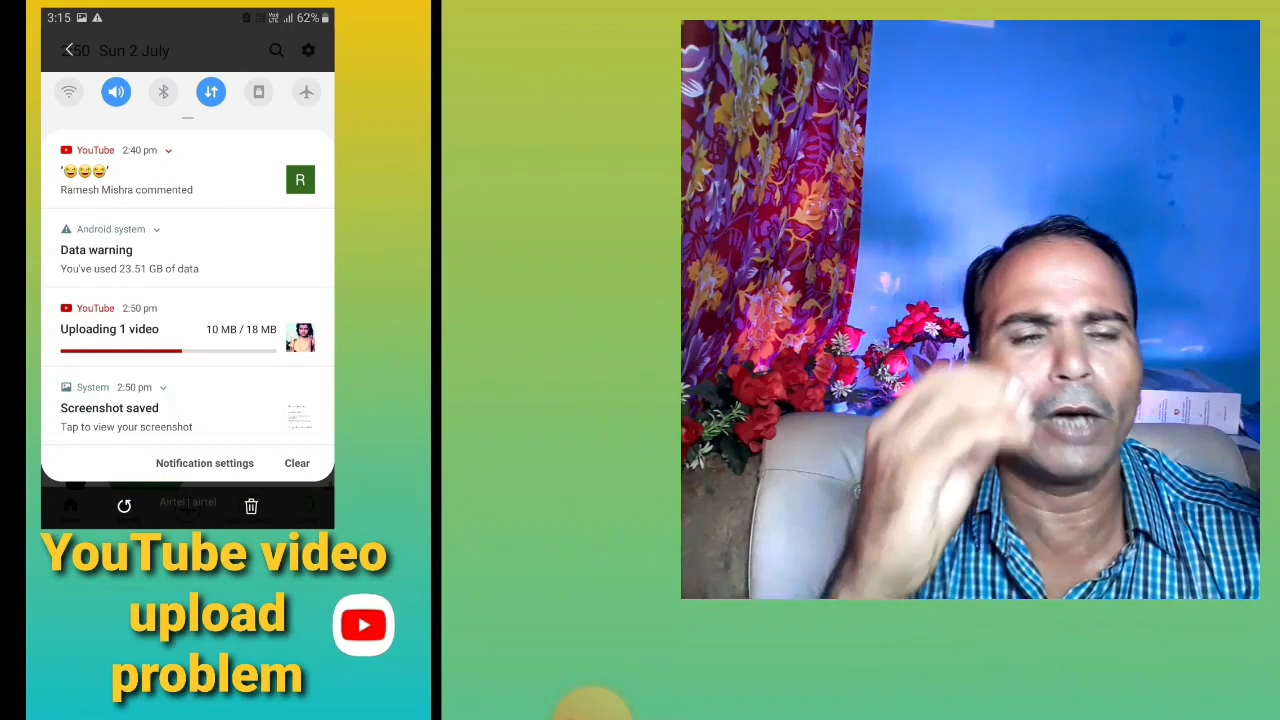 3:15 62%
Sun 2 July
YouTube 2:40 pm
‘😂😂😂’
Ramesh Mishra commented
R
Android system
Data warning
You've used 23.51 GB of data
YouTube 2:50 pm
Uploading 1 video 10 MB / 18 MB
System 2:50 pm
Screenshot saved
Tap to view your screenshot
Notification settings Clear
Airtel | airtel
YouTube video
upload
problem